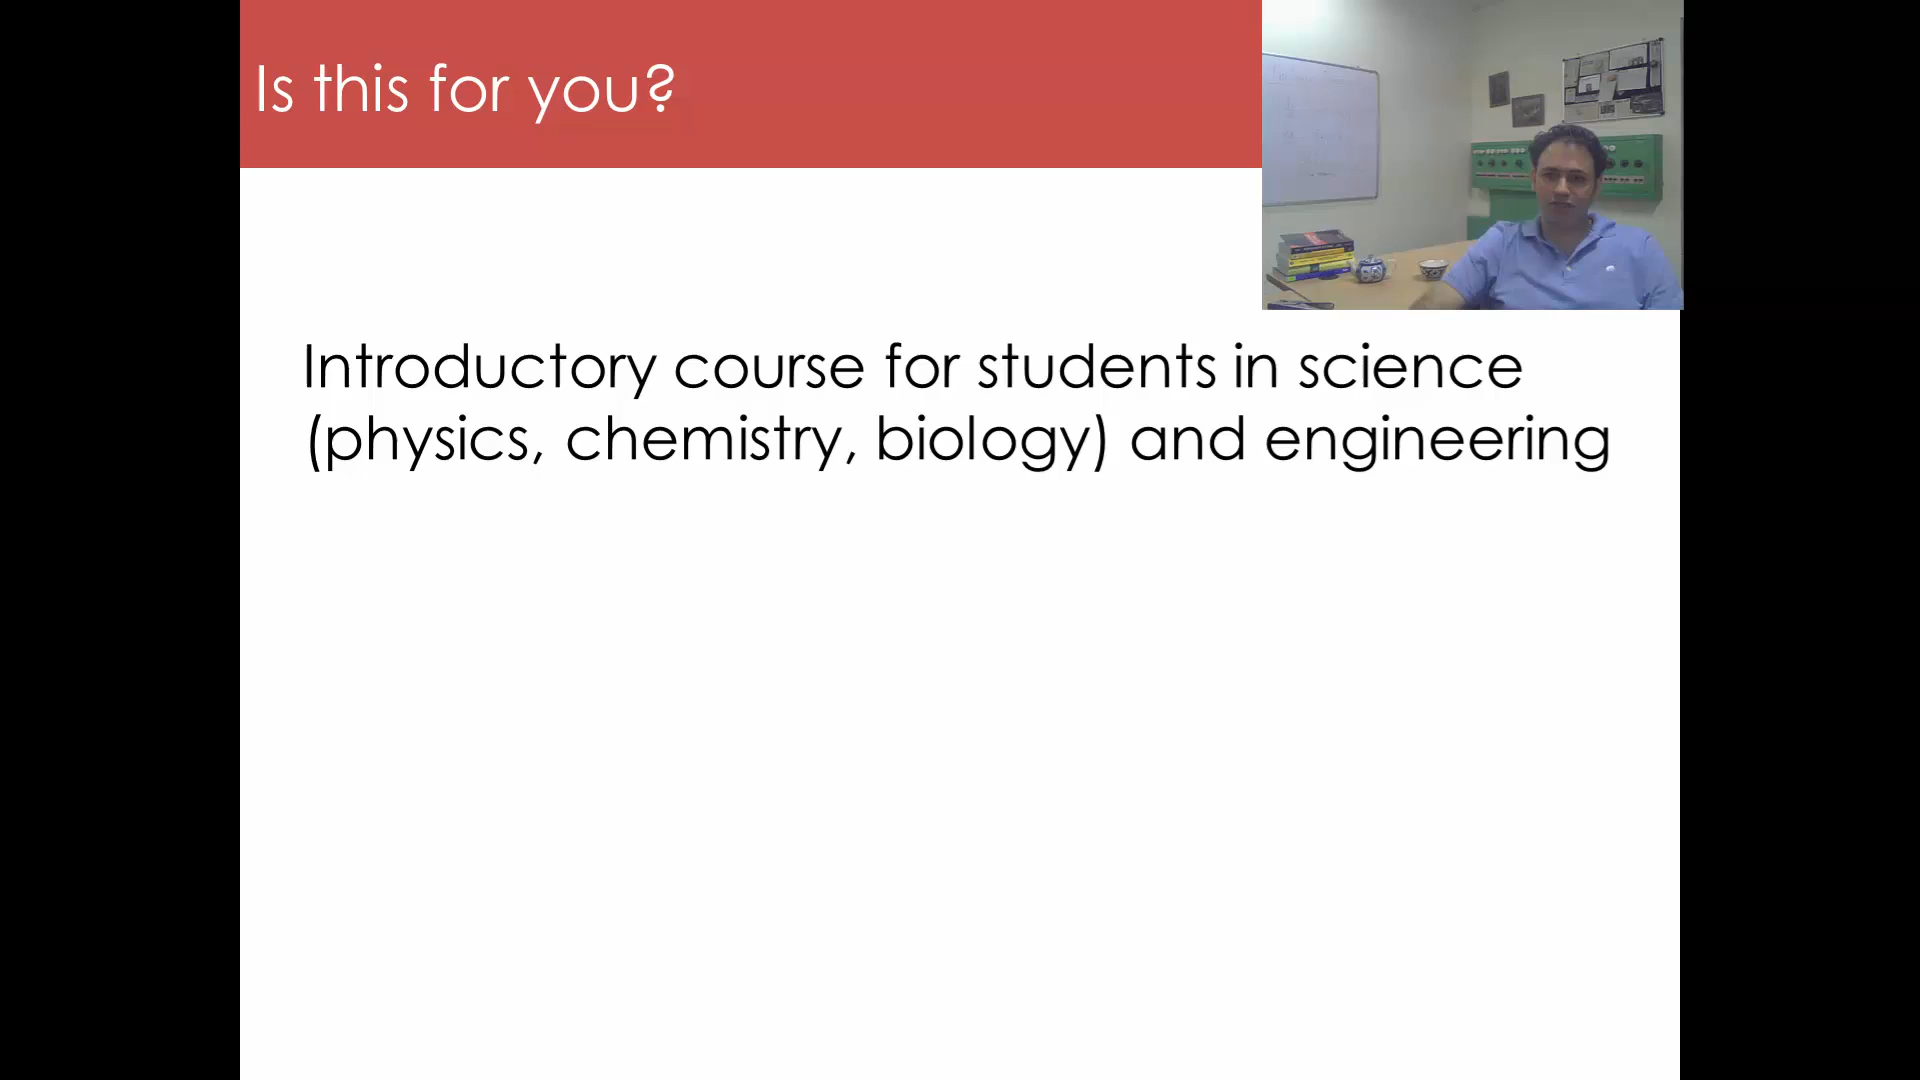 Is this for you?
Introductory course for students in science
(physics, chemistry, biology) and engineering